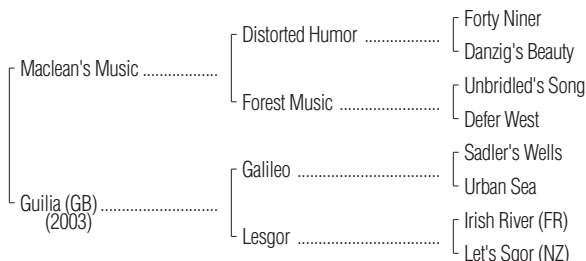 Forty Niner
Distorted Humor ..................
Danzig's Beauty
Maclean's Music ..................
Unbridled's Song
Forest Music ........................
Defer West
Sadler's Wells
Galileo ..................................
Urban Sea
Guilia (GB) ............................
(2003)
Irish River (FR)
Lesgor ..................................
Let's Sgor (NZ)